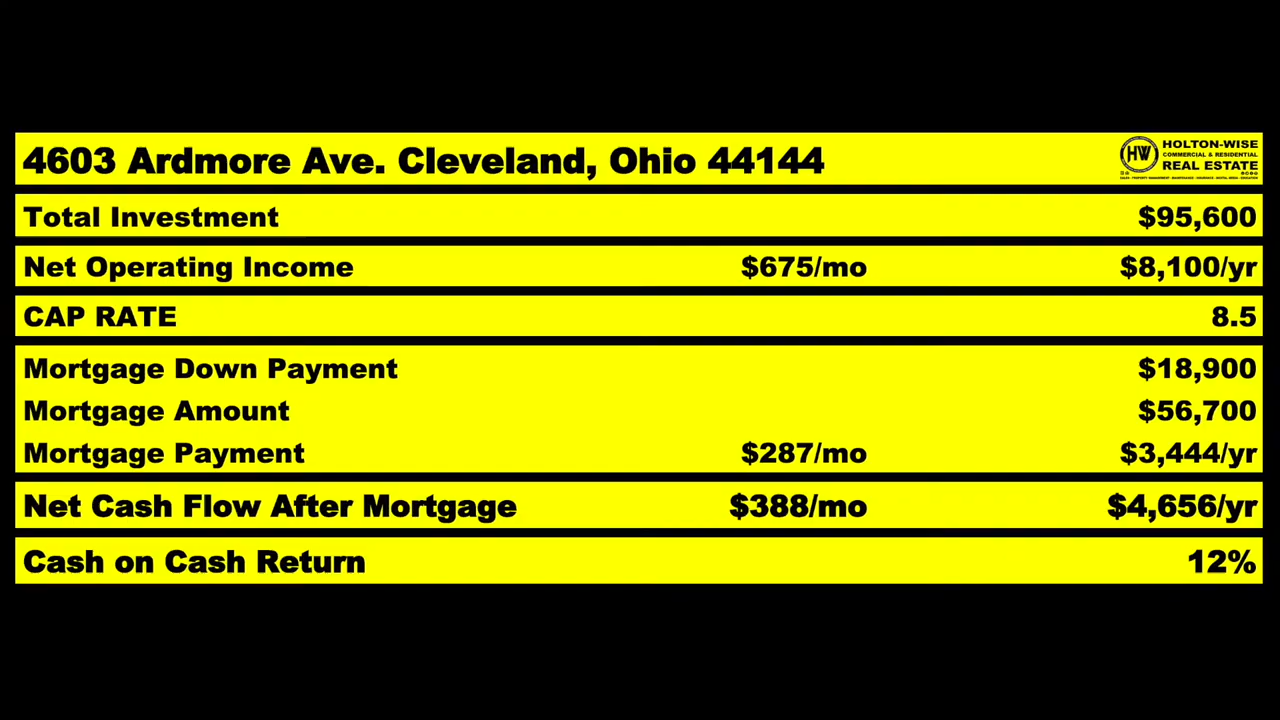 4603 Ardmore Ave. Cleveland, Ohio 44144
HW
HOLTON-WISE
COMMERCIAL & RESIDENTIAL
REAL ESTATE
Total Investment $95,600
Net Operating Income $675/mo $8,100/yr
CAP RATE 8.5
Mortgage Down Payment $18,900
Mortgage Amount $56,700
Mortgage Payment $287/mo $3,444/yr
Net Cash Flow After Mortgage $388/mo $4,656/yr
Cash on Cash Return 12%